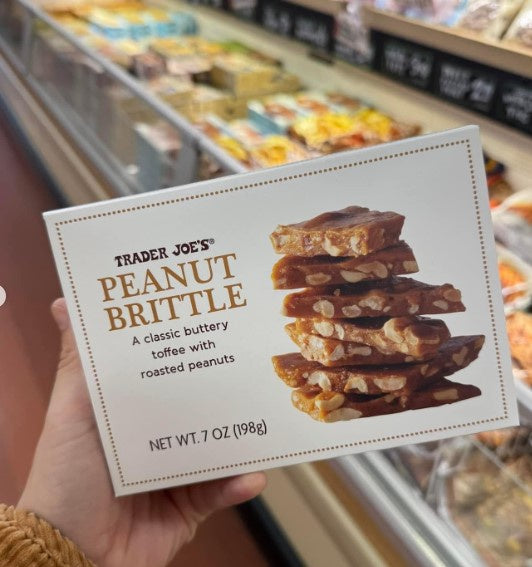 TRADER JOE'S®
PEANUT
BRITTLE
A classic buttery
toffee with
roasted peanuts
NET WT. 7 OZ (198g)